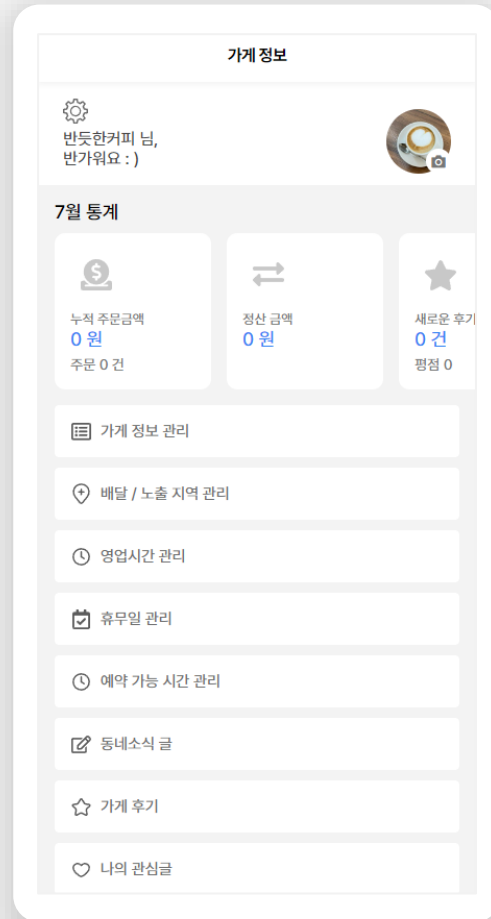 가게 정보
반듯한커피 님,
반가워요 : )
7월 통계
누적 주문금액
0 원
주문 0 건
정산 금액
0 원
새로운 후기
0 건
평점 0
가게 정보 관리
배달 / 노출 지역 관리
영업시간 관리
휴무일 관리
예약 가능 시간 관리
동네소식 글
가게 후기
나의 관심글